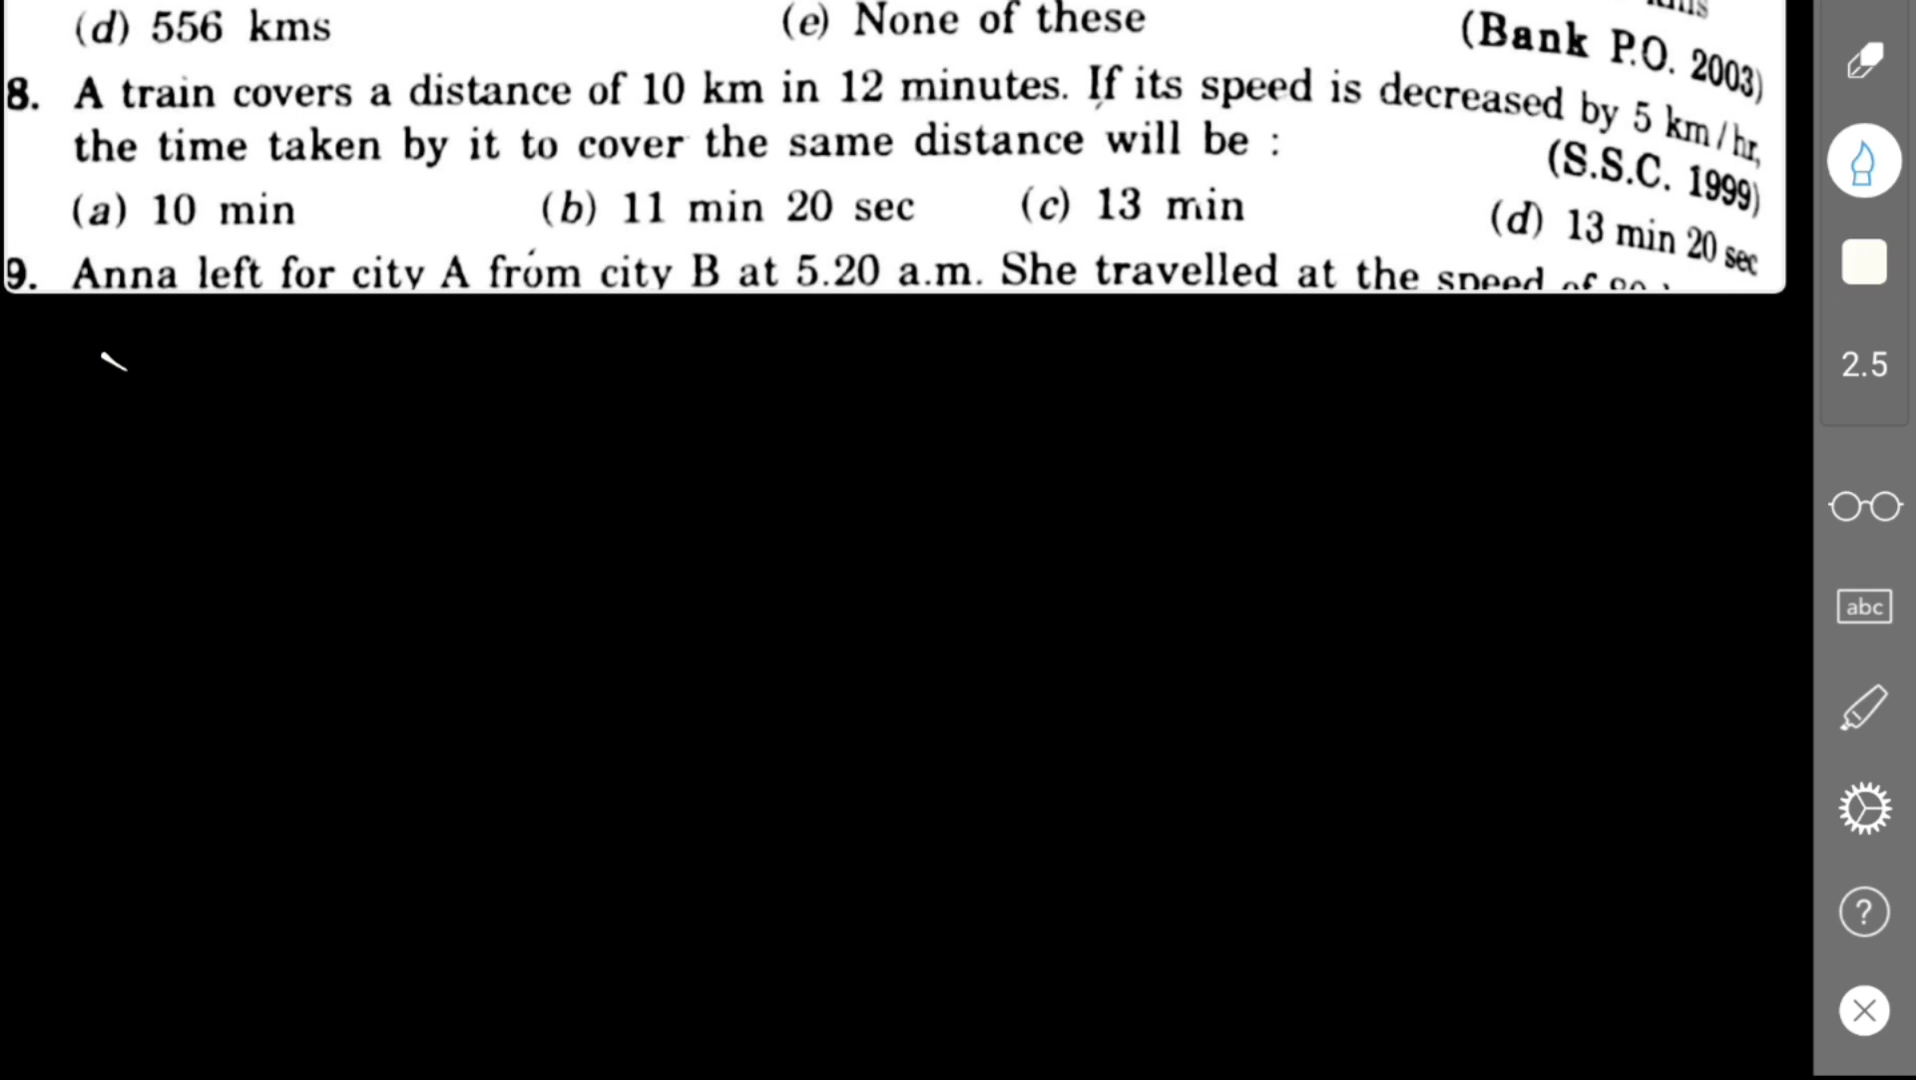 (d) 556 kms (e) None of these
(Bank P.O. 2003)
8. A train covers a distance of 10 km in 12 minutes. If its speed is decreased by 5 km/hr,
the time taken by it to cover the same distance will be :
(S.S.C. 1999)
(a) 10 min (b) 11 min 20 sec (c) 13 min (d) 13 min 20 sec
9. Anna left for city A from city B at 5.20 a.m. She travelled at the speed of
2.5
abc
?